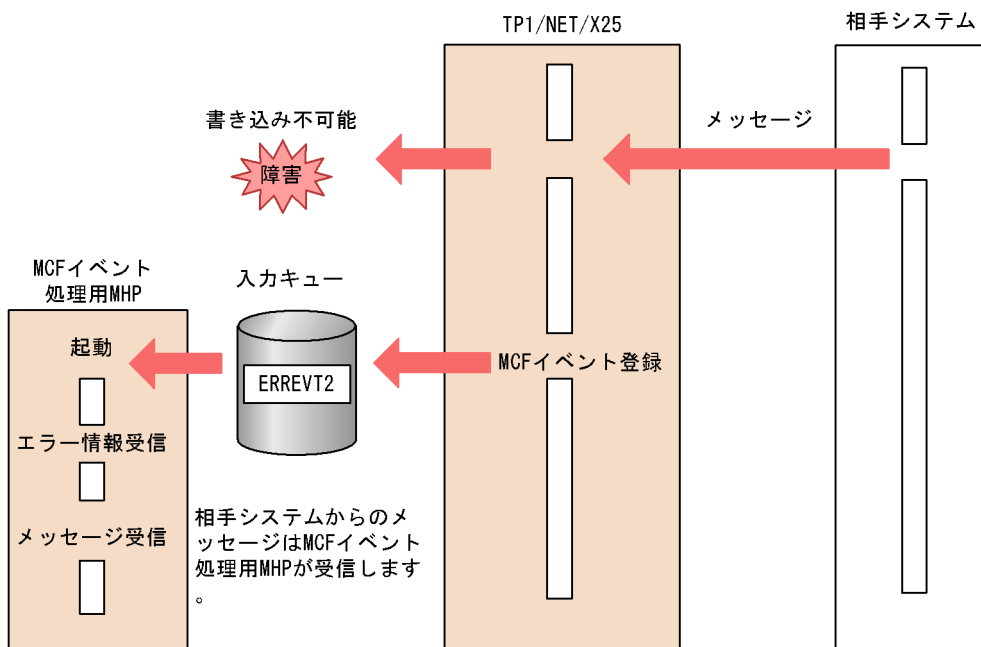 TP1/NET/X25
相手システム
書き込み不可能
障害
メッセージ
MCFイベント
処理用MHP
入力キュー
起動
ERREVT2
MCFイベント登録
エラー情報受信
メッセージ受信
相手システムからのメ
ッセージはMCFイベント
処理用MHPが受信します
。